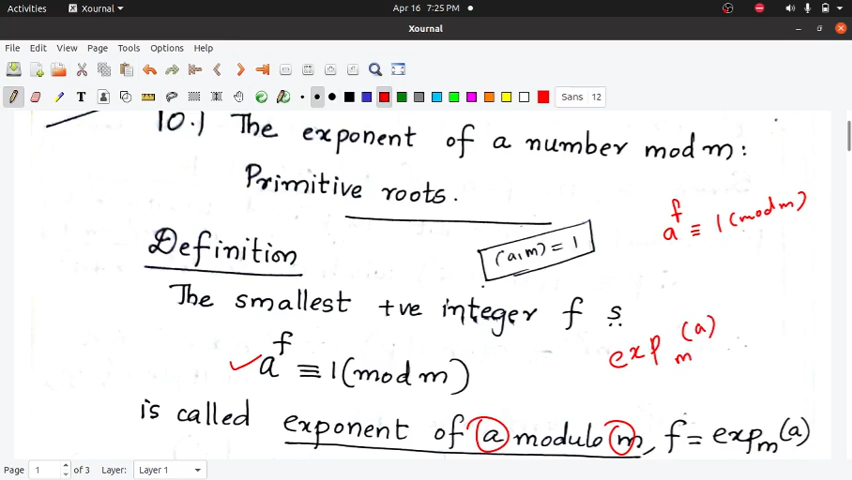 Activities Xournal Apr 16 7:25 PM
Xournal
File Edit View Page Tools Options Help
T Sans 12
10.1 The exponent of a number mod m:
Primitive roots.
a^f ≡ 1(mod m)
Definition
(a,m) = 1
The smallest +ve integer f s
exp_m(a)
a^f ≡ 1(mod m)
is called exponent of a modulo m, f = exp_m(a)
Page 1 of 3 Layer: Layer 1